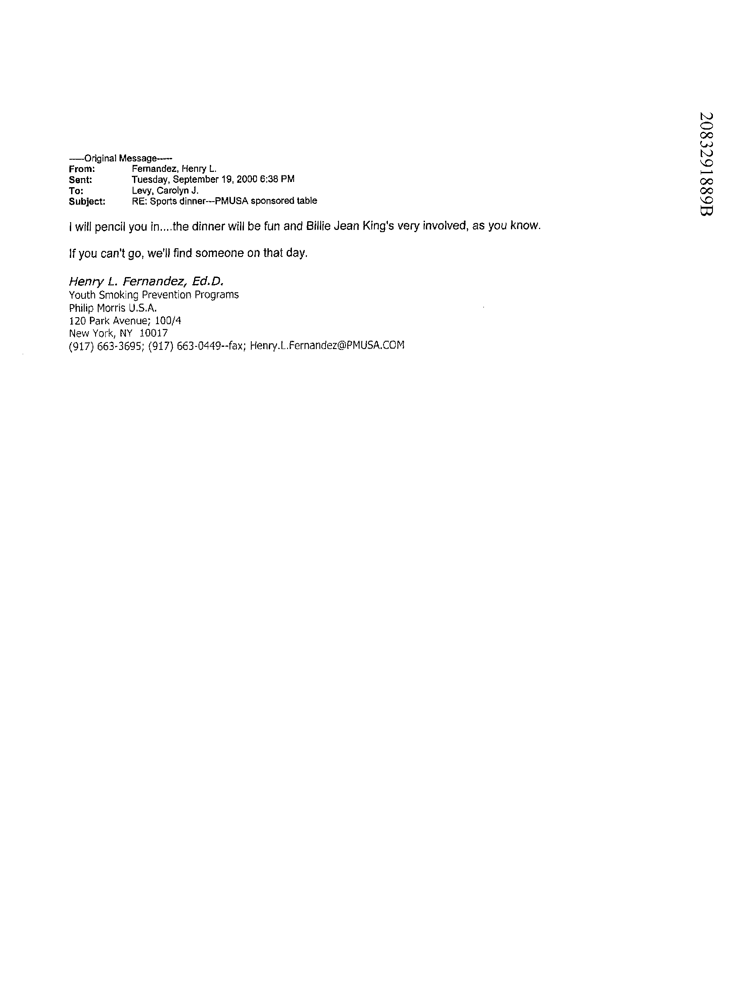 -----Original Message-----
From: Fernandez, Henry L.
Sent: Tuesday, September 19, 2000 6:38 PM
To: Levy, Carolyn J.
Subject: RE: Sports dinner---PMUSA sponsored table
I will pencil you in....the dinner will be fun and Billie Jean King's very involved, as you know.
If you can't go, we'll find someone on that day.
Henry L. Fernandez, Ed.D.
Youth Smoking Prevention Programs
Philip Morris U.S.A.
120 Park Avenue; 100/4
New York, NY 10017
(917) 663-3695; (917) 663-0449--fax; Henry.L.Fernandez@PMUSA.COM
2083291889B